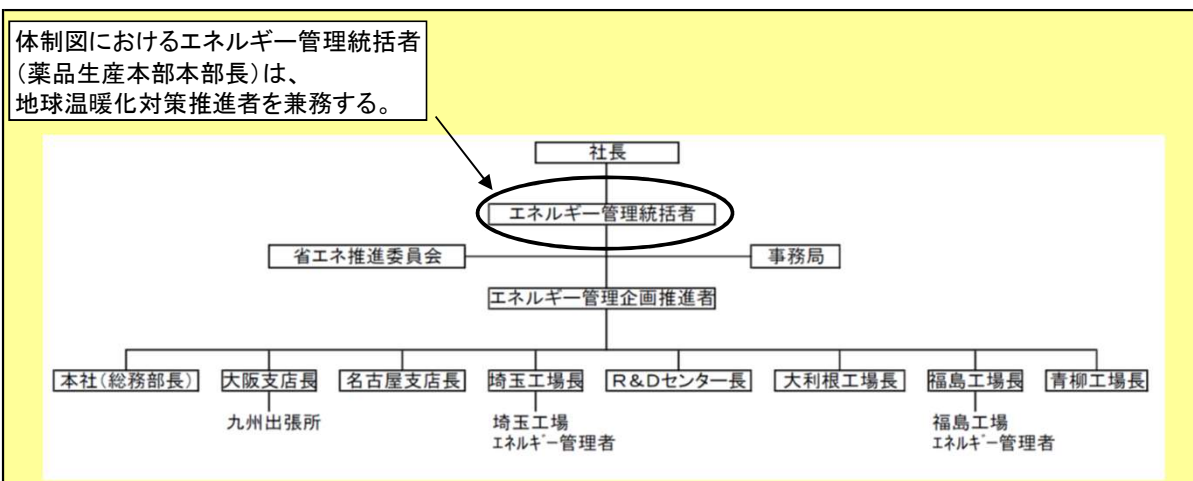 体制図におけるエネルギー管理統括者
(薬品生産本部本部長)は、
地球温暖化対策推進者を兼務する。
社長
エネルギー管理統括者
省エネ推進委員会
事務局
エネルギー管理企画推進者
本社(総務部長)
大阪支店長
名古屋支店長
埼玉工場長
R&Dセンター長
大利根工場長
福島工場長
青柳工場長
九州出張所
埼玉工場
エネルギー管理者
福島工場
エネルギー管理者